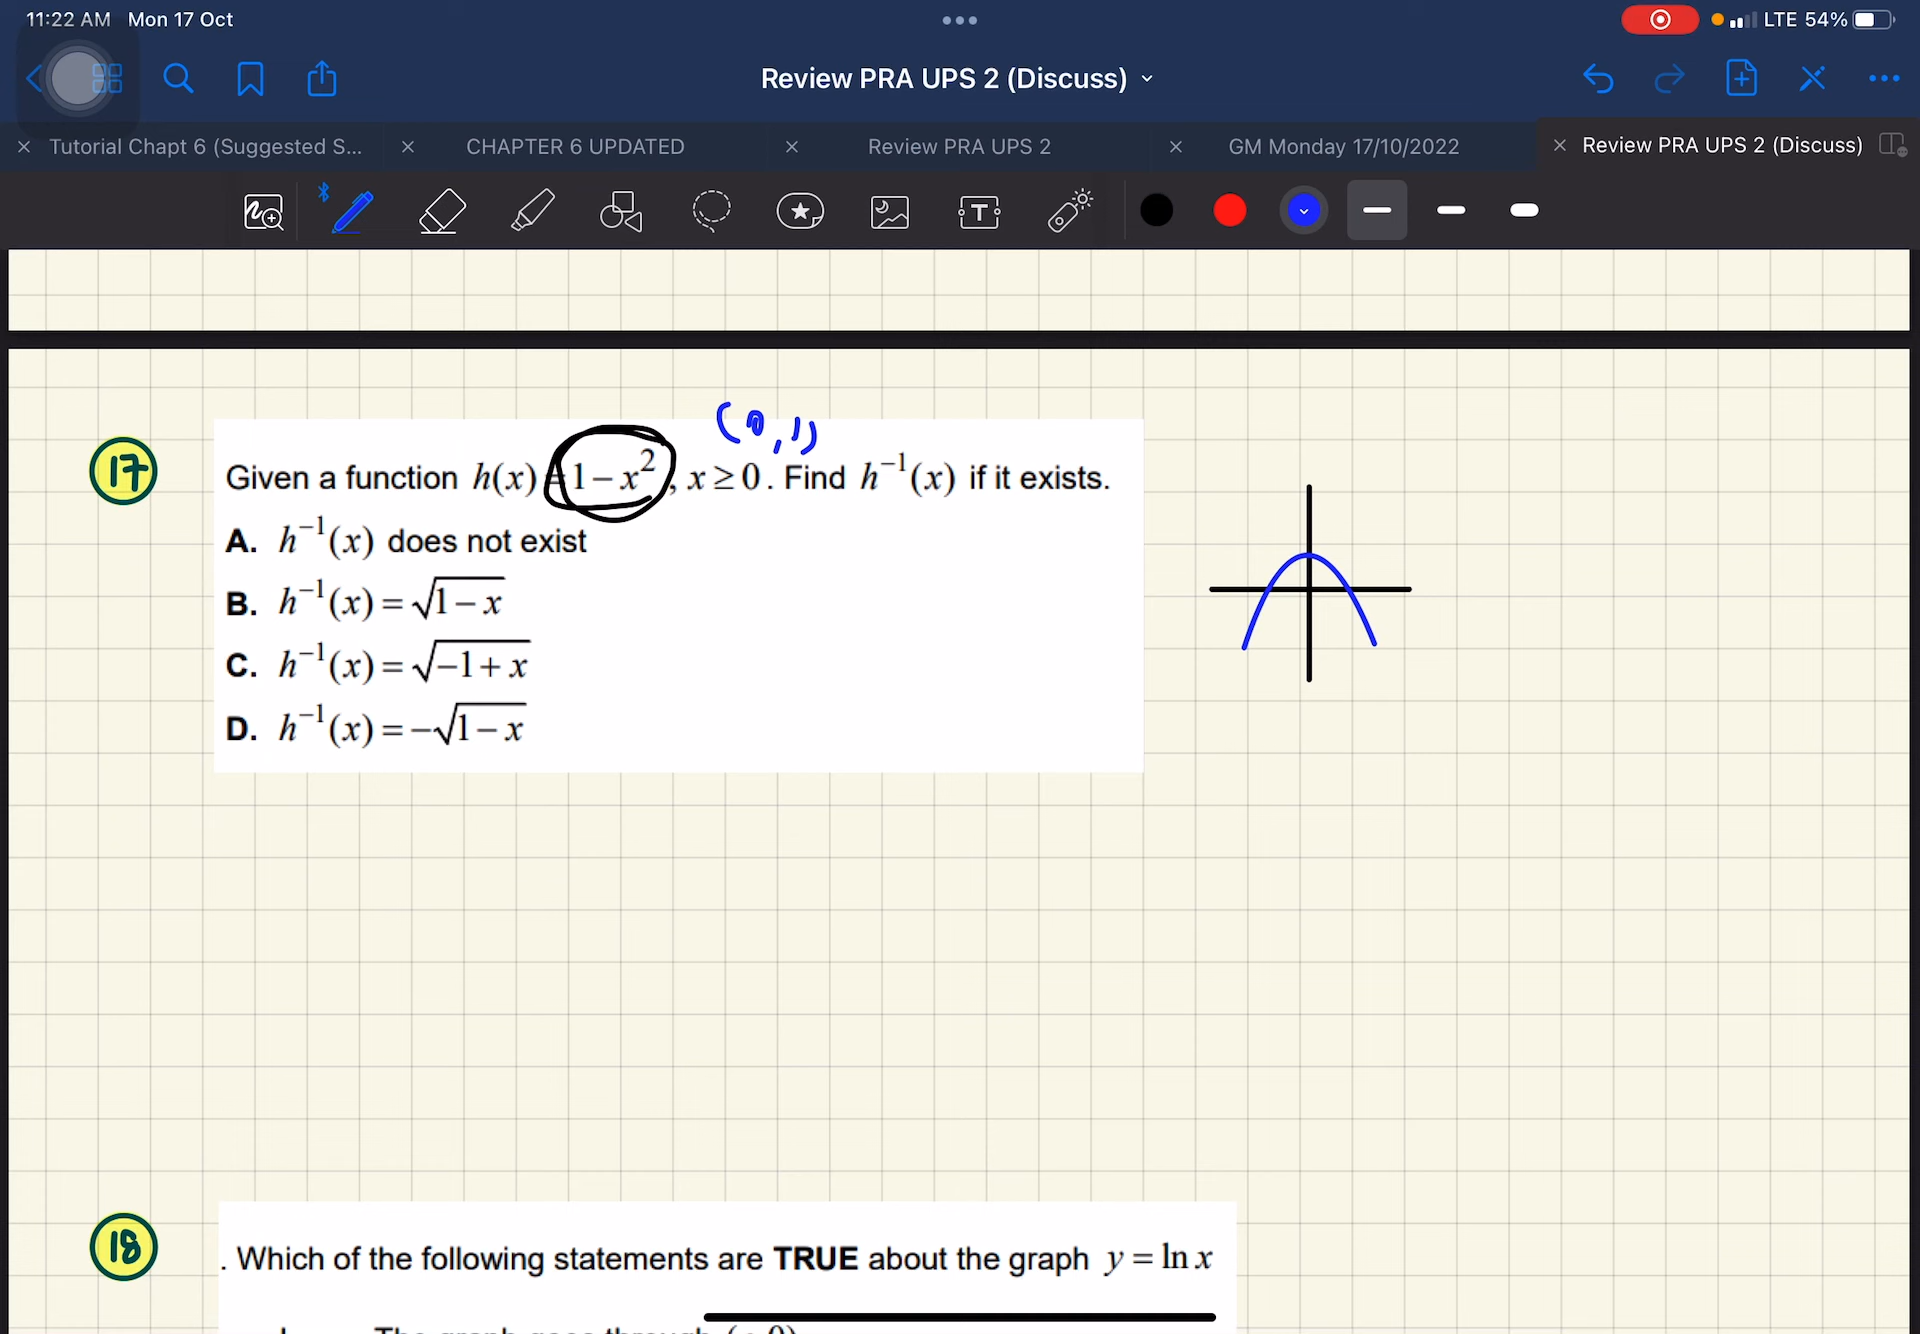 11:22 AM Mon 17 Oct
LTE 54%
Review PRA UPS 2 (Discuss)
Tutorial Chapt 6 (Suggested S...
CHAPTER 6 UPDATED
Review PRA UPS 2
GM Monday 17/10/2022
Review PRA UPS 2 (Discuss)
T
(0,1)
17
Given a function h(x)=1−x², x≥0. Find h⁻¹(x) if it exists.
A. h⁻¹(x) does not exist
B. h⁻¹(x)=√(1−x)
C. h⁻¹(x)=√(−1+x)
D. h⁻¹(x)=−√(1−x)
18
. Which of the following statements are TRUE about the graph y = ln x